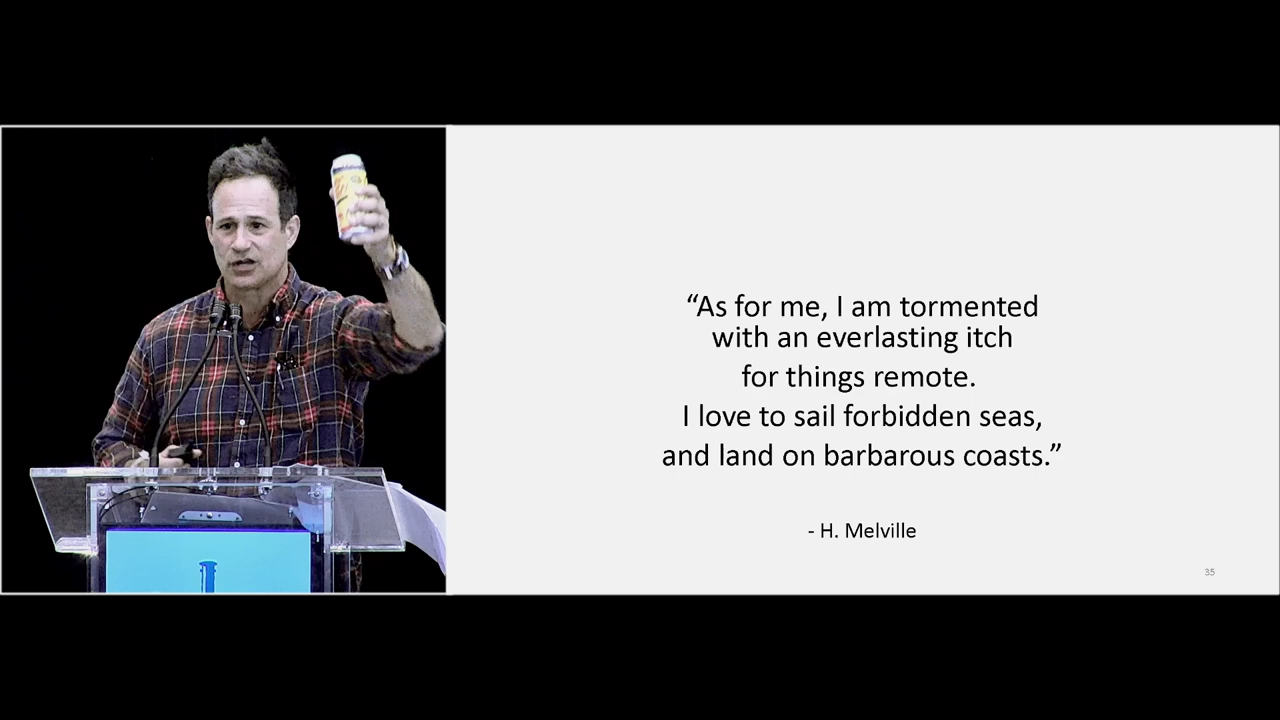 “As for me, I am tormented
with an everlasting itch
for things remote.
I love to sail forbidden seas,
and land on barbarous coasts.”
- H. Melville
35